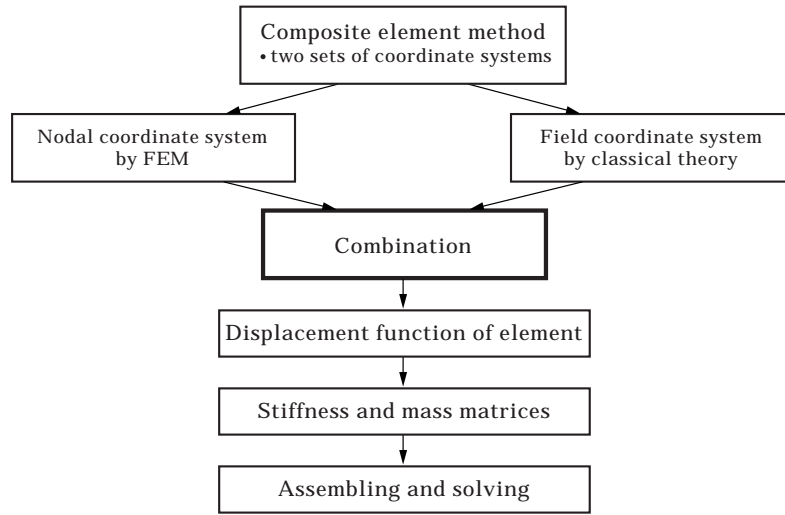 Composite element method
• two sets of coordinate systems
Nodal coordinate system
by FEM
Field coordinate system
by classical theory
Combination
Displacement function of element
Stiffness and mass matrices
Assembling and solving